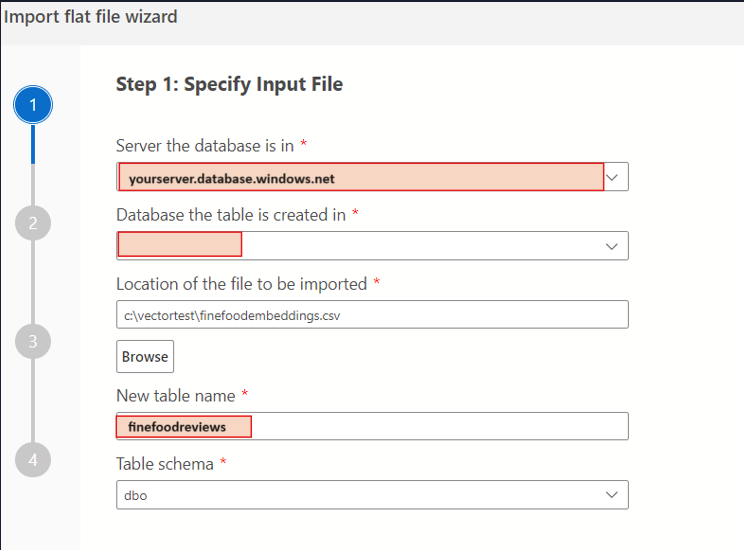 Import flat file wizard
1
Step 1: Specify Input File
Server the database is in *
yourserver.database.windows.net
2
Database the table is created in *
Location of the file to be imported *
c:\vectortest\finefoodembeddings.csv
3
Browse
New table name *
finefoodreviews
4
Table schema *
dbo